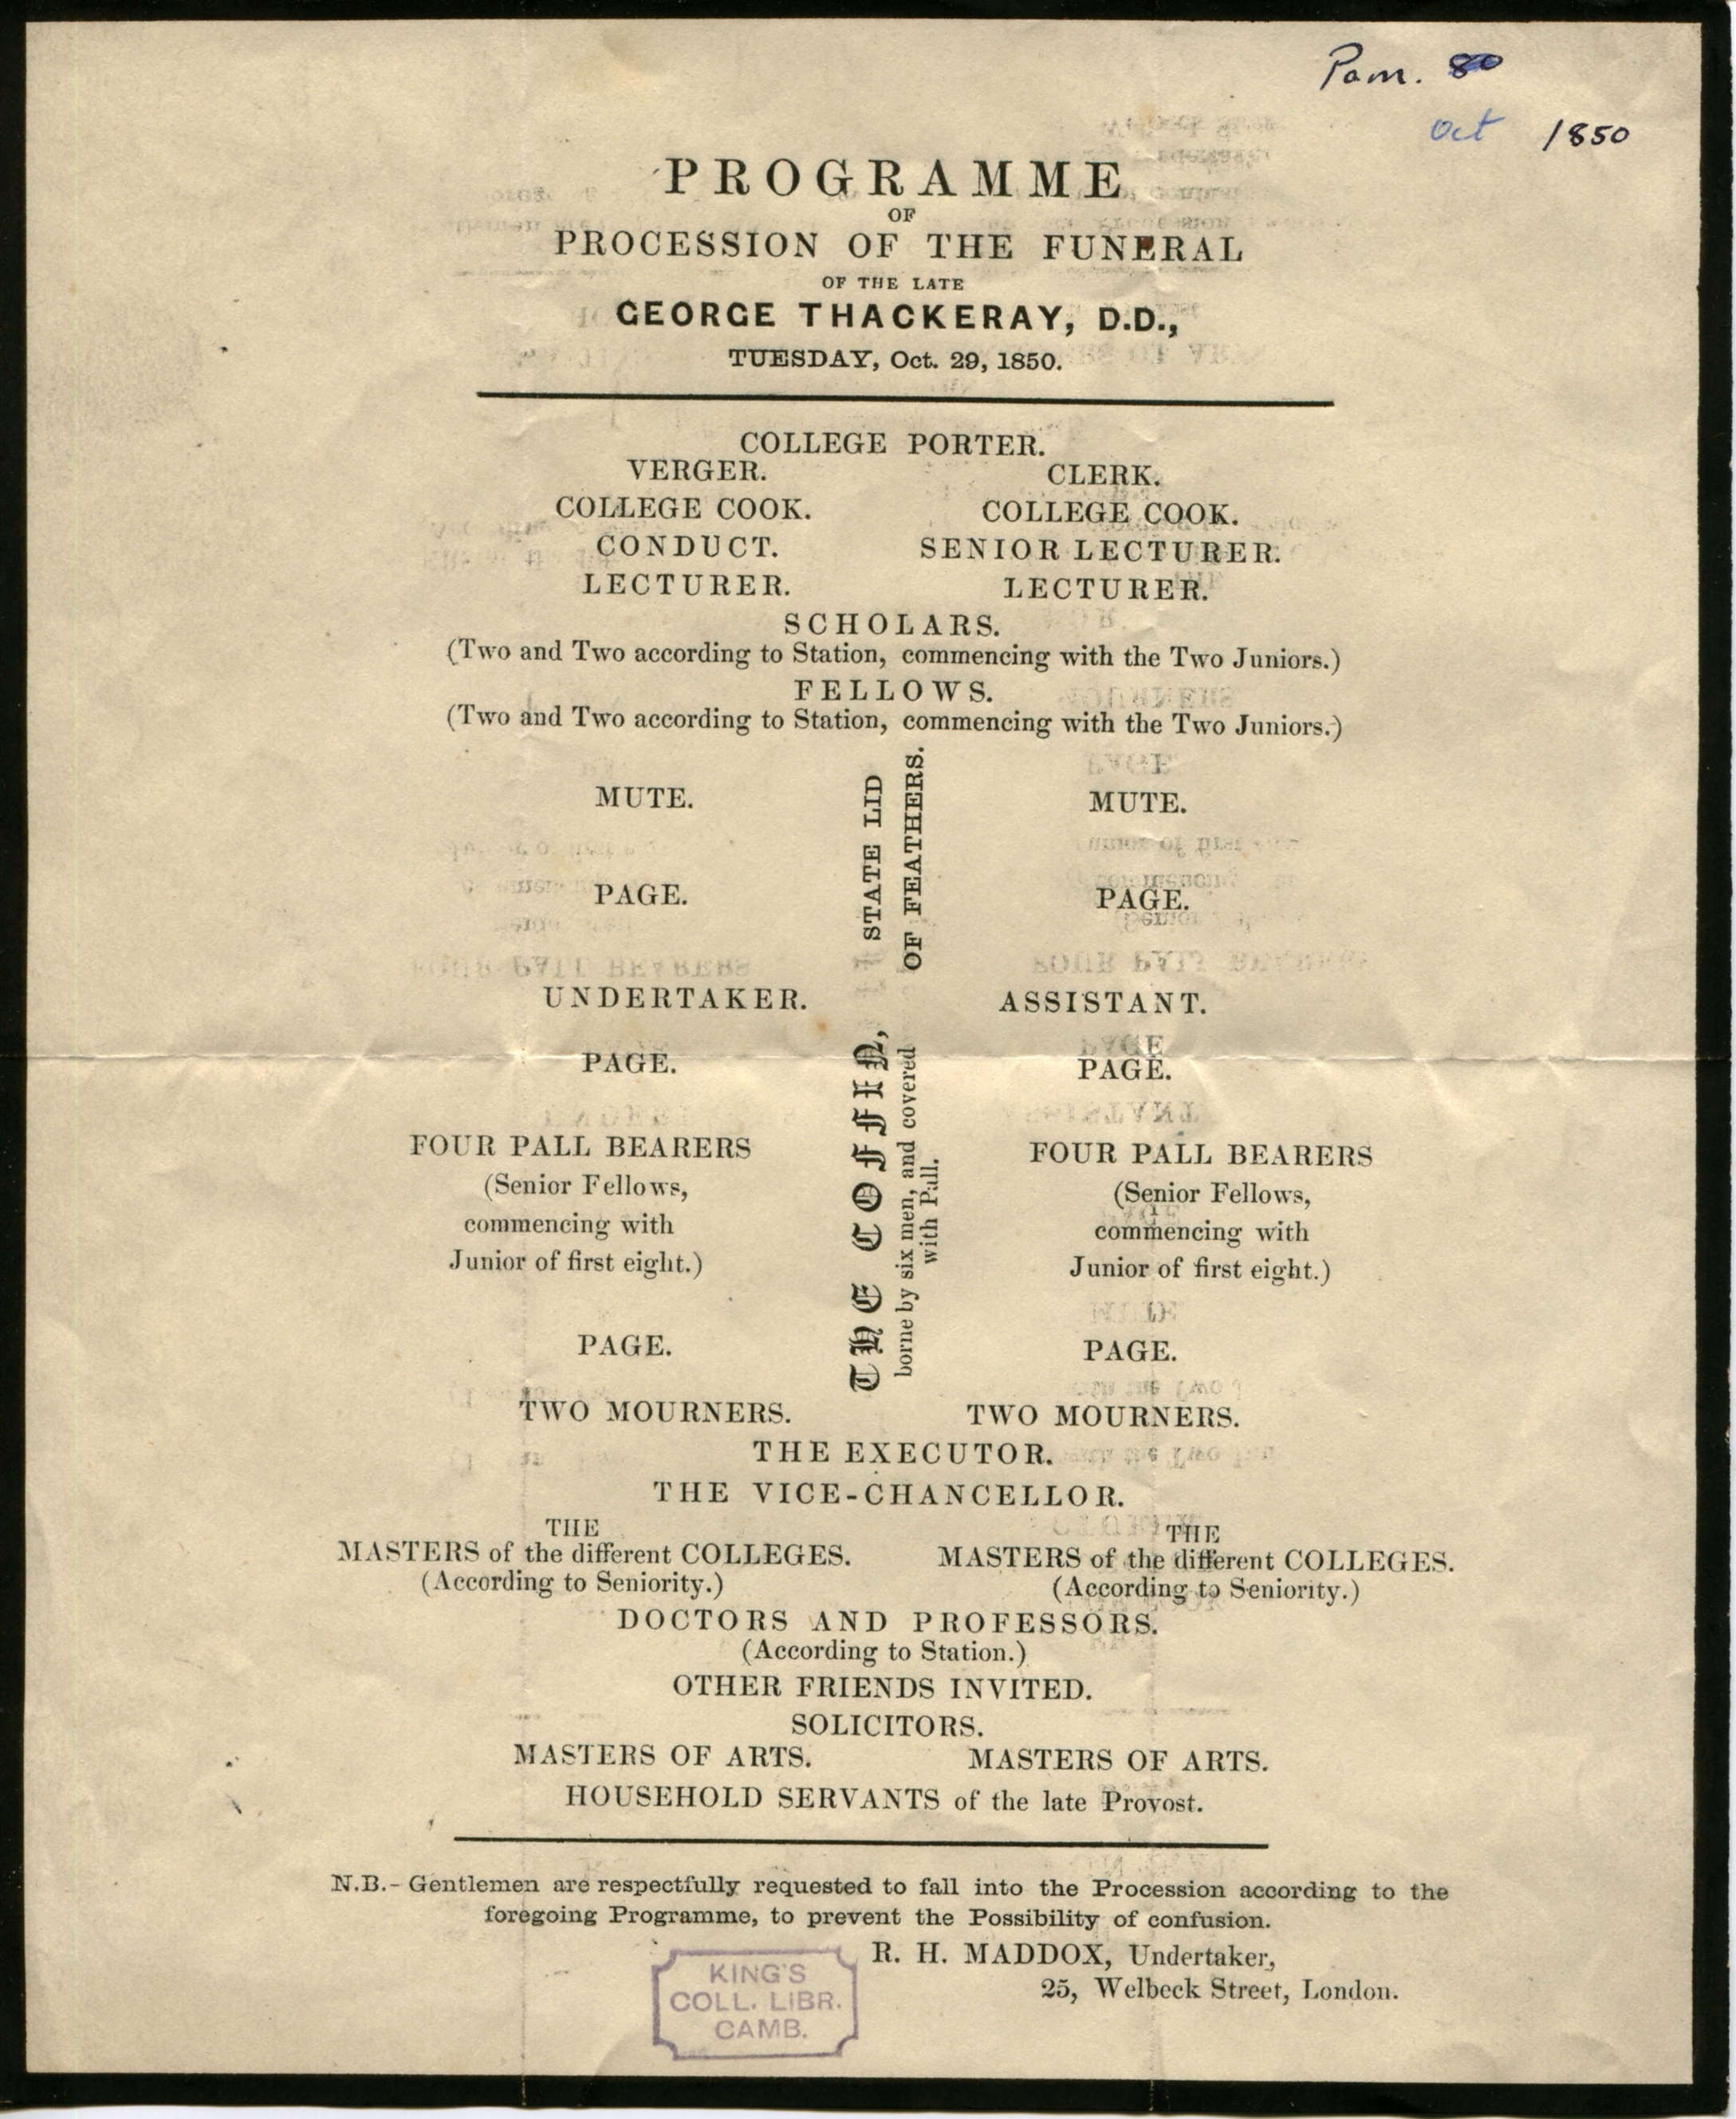 Pam. 80
Oct 1850
PROGRAMME
OF
PROCESSION OF THE FUNERAL
OF THE LATE
GEORGE THACKERAY, D.D.,
TUESDAY, Oct. 29, 1850.
COLLEGE PORTER.
VERGER. CLERK.
COLLEGE COOK. COLLEGE COOK.
CONDUCT. SENIOR LECTURER.
LECTURER. LECTURER.
SCHOLARS.
(Two and Two according to Station, commencing with the Two Juniors.)
FELLOWS.
(Two and Two according to Station, commencing with the Two Juniors.)
STATE LID
OF FEATHERS.
MUTE. MUTE.
PAGE. PAGE.
UNDERTAKER. ASSISTANT.
THE COFFIN,
borne by six men, and covered
with Pall.
PAGE. PAGE.
FOUR PALL BEARERS FOUR PALL BEARERS
(Senior Fellows, (Senior Fellows,
commencing with commencing with
Junior of first eight.) Junior of first eight.)
PAGE. PAGE.
TWO MOURNERS. TWO MOURNERS.
THE EXECUTOR.
THE VICE-CHANCELLOR.
THE THE
MASTERS of the different COLLEGES. MASTERS of the different COLLEGES.
(According to Seniority.) (According to Seniority.)
DOCTORS AND PROFESSORS.
(According to Station.)
OTHER FRIENDS INVITED.
SOLICITORS.
MASTERS OF ARTS. MASTERS OF ARTS.
HOUSEHOLD SERVANTS of the late Provost.
N.B.- Gentlemen are respectfully requested to fall into the Procession according to the
foregoing Programme, to prevent the Possibility of confusion.
R. H. MADDOX, Undertaker,
25, Welbeck Street, London.
KING'S
COLL. LIBR.
CAMB.